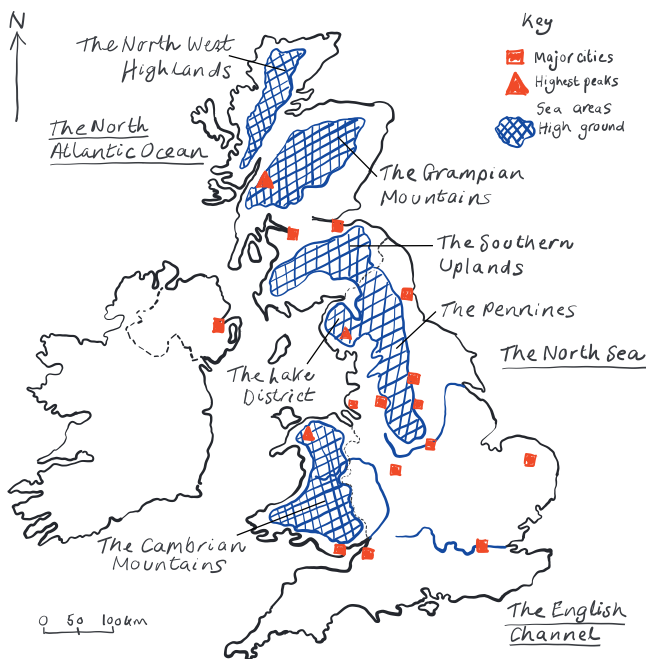 N
The North West
Highlands
The North
Atlantic Ocean
Key
Major cities
Highest peaks
Sea areas
High ground
The Grampian
Mountains
The Southern
Uplands
The Pennines
The North Sea
The Lake
District
The Cambrian
Mountains
0 50 100km
The English
Channel